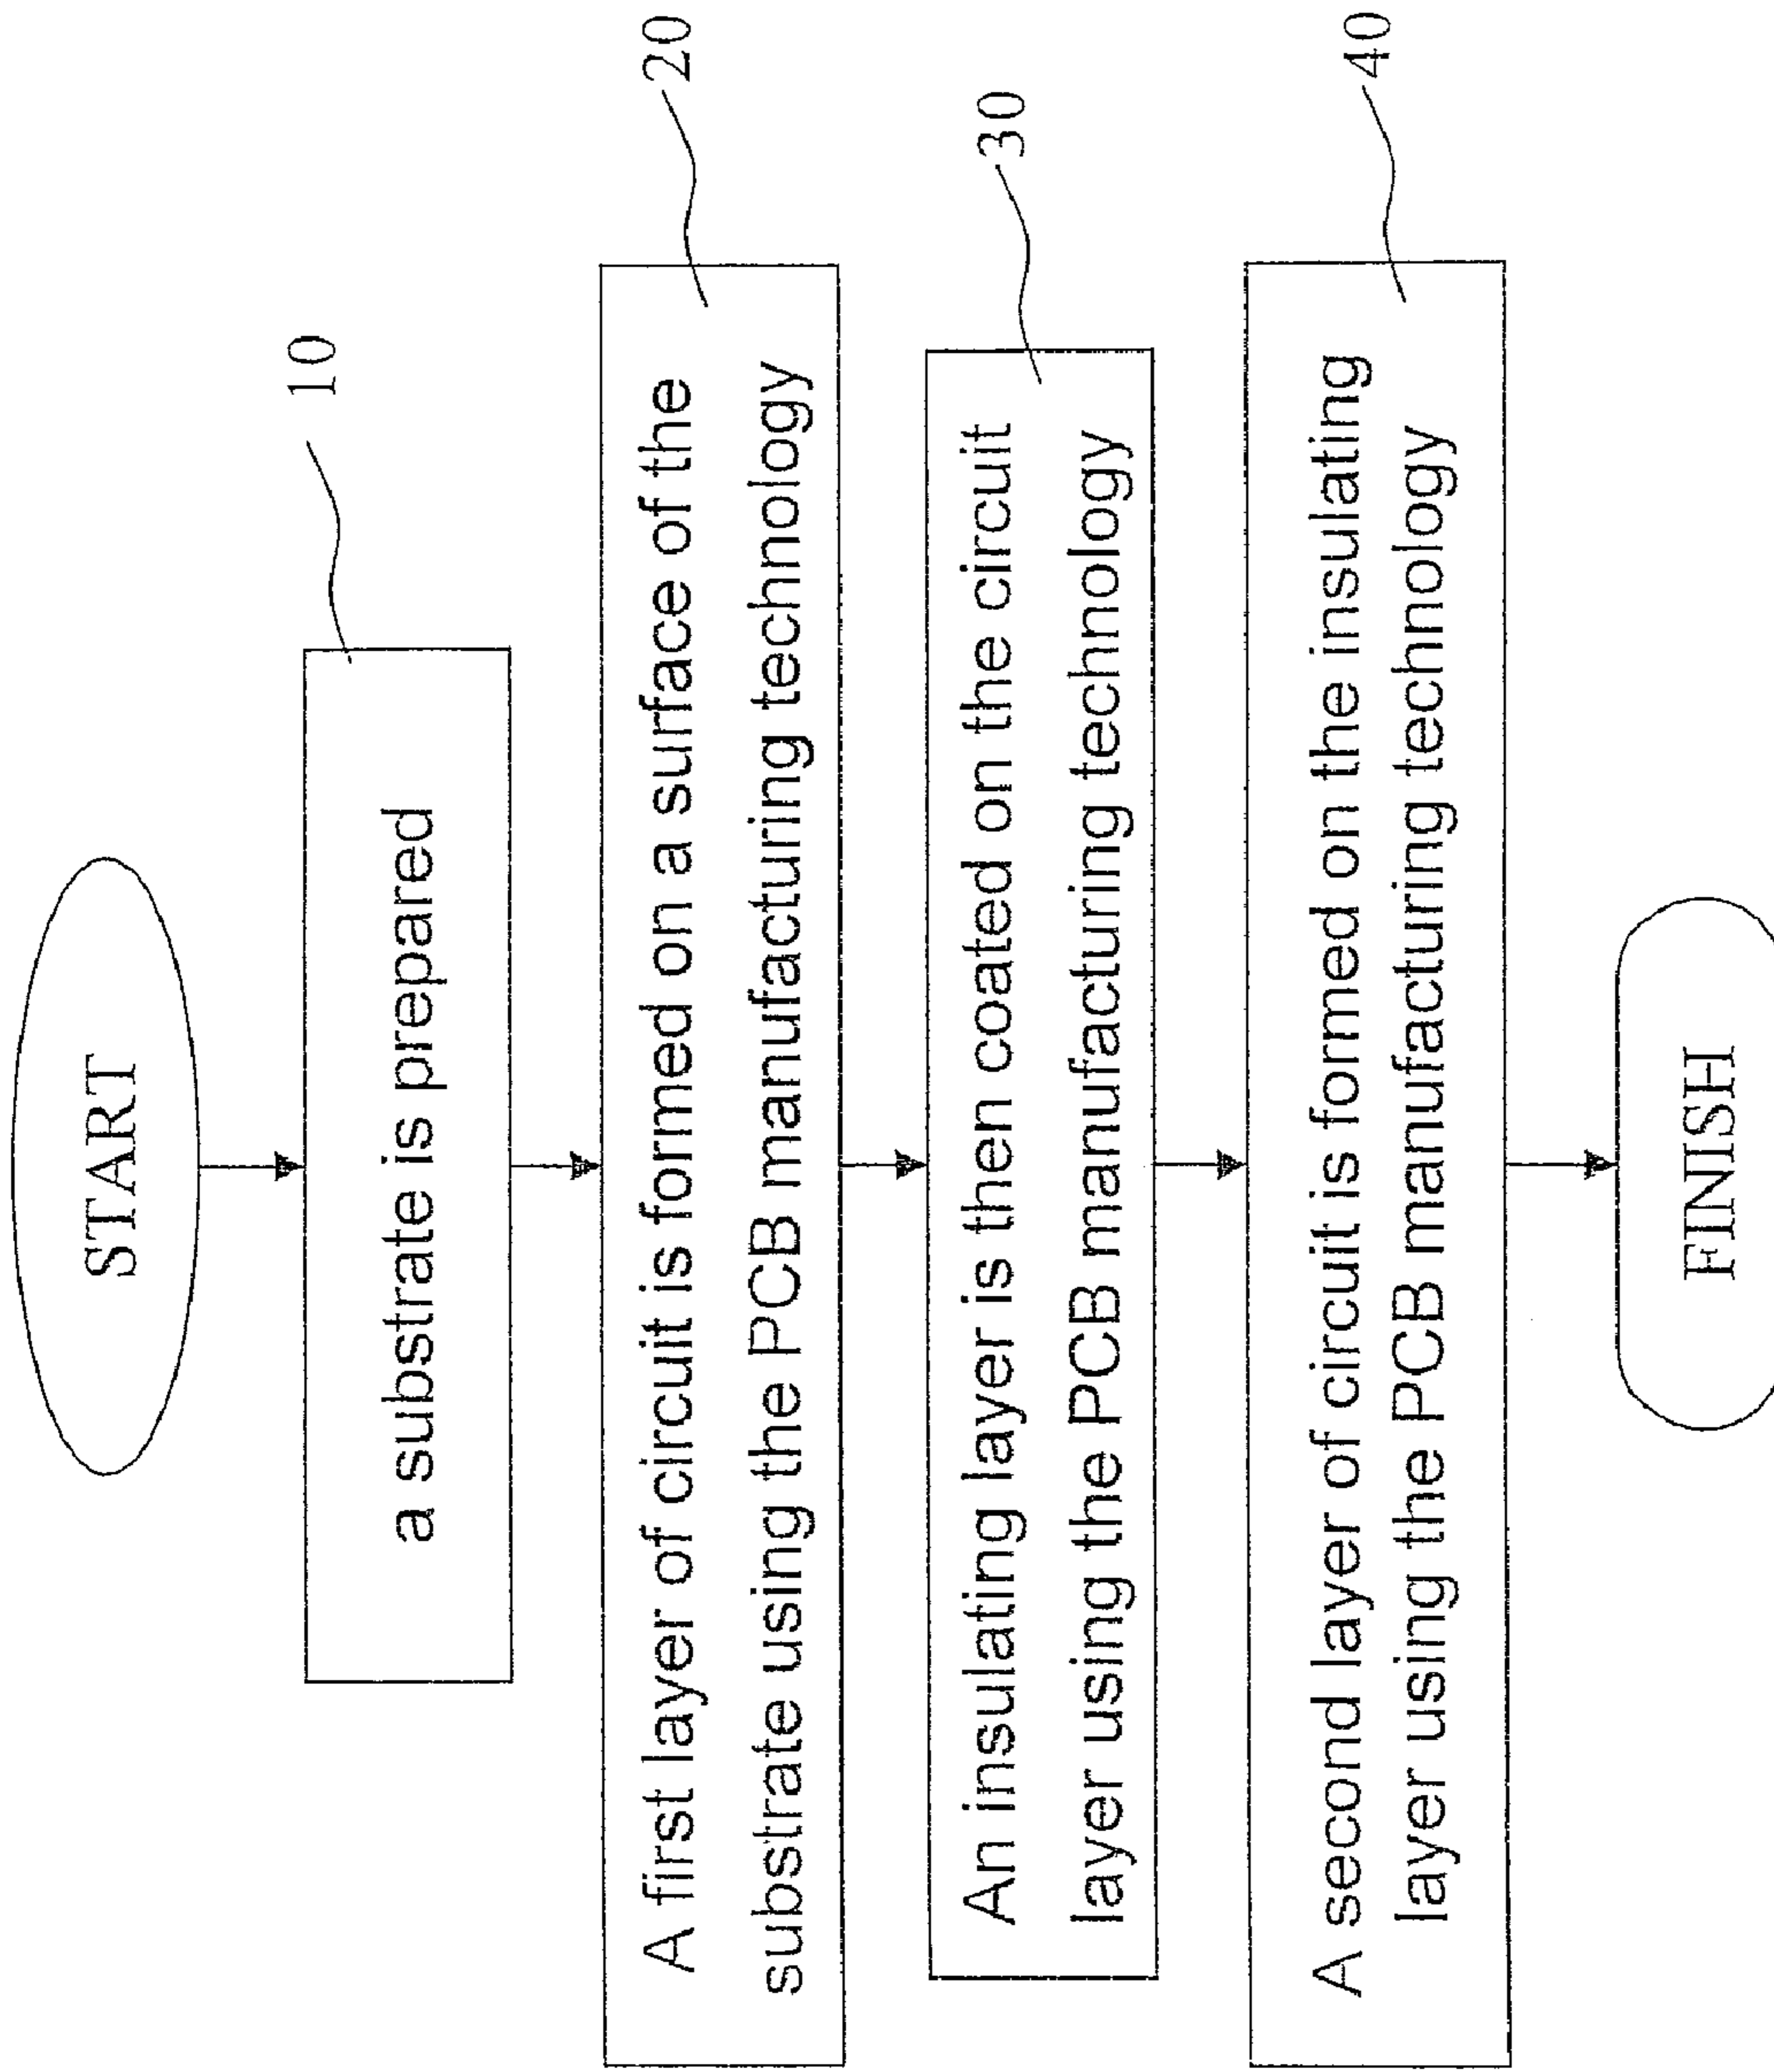 START
10
a substrate is prepared
20
A first layer of circuit is formed on a surface of the
substrate using the PCB manufacturing technology
30
An insulating layer is then coated on the circuit
layer using the PCB manufacturing technology
40
A second layer of circuit is formed on the insulating
layer using the PCB manufacturing technology
FINISH